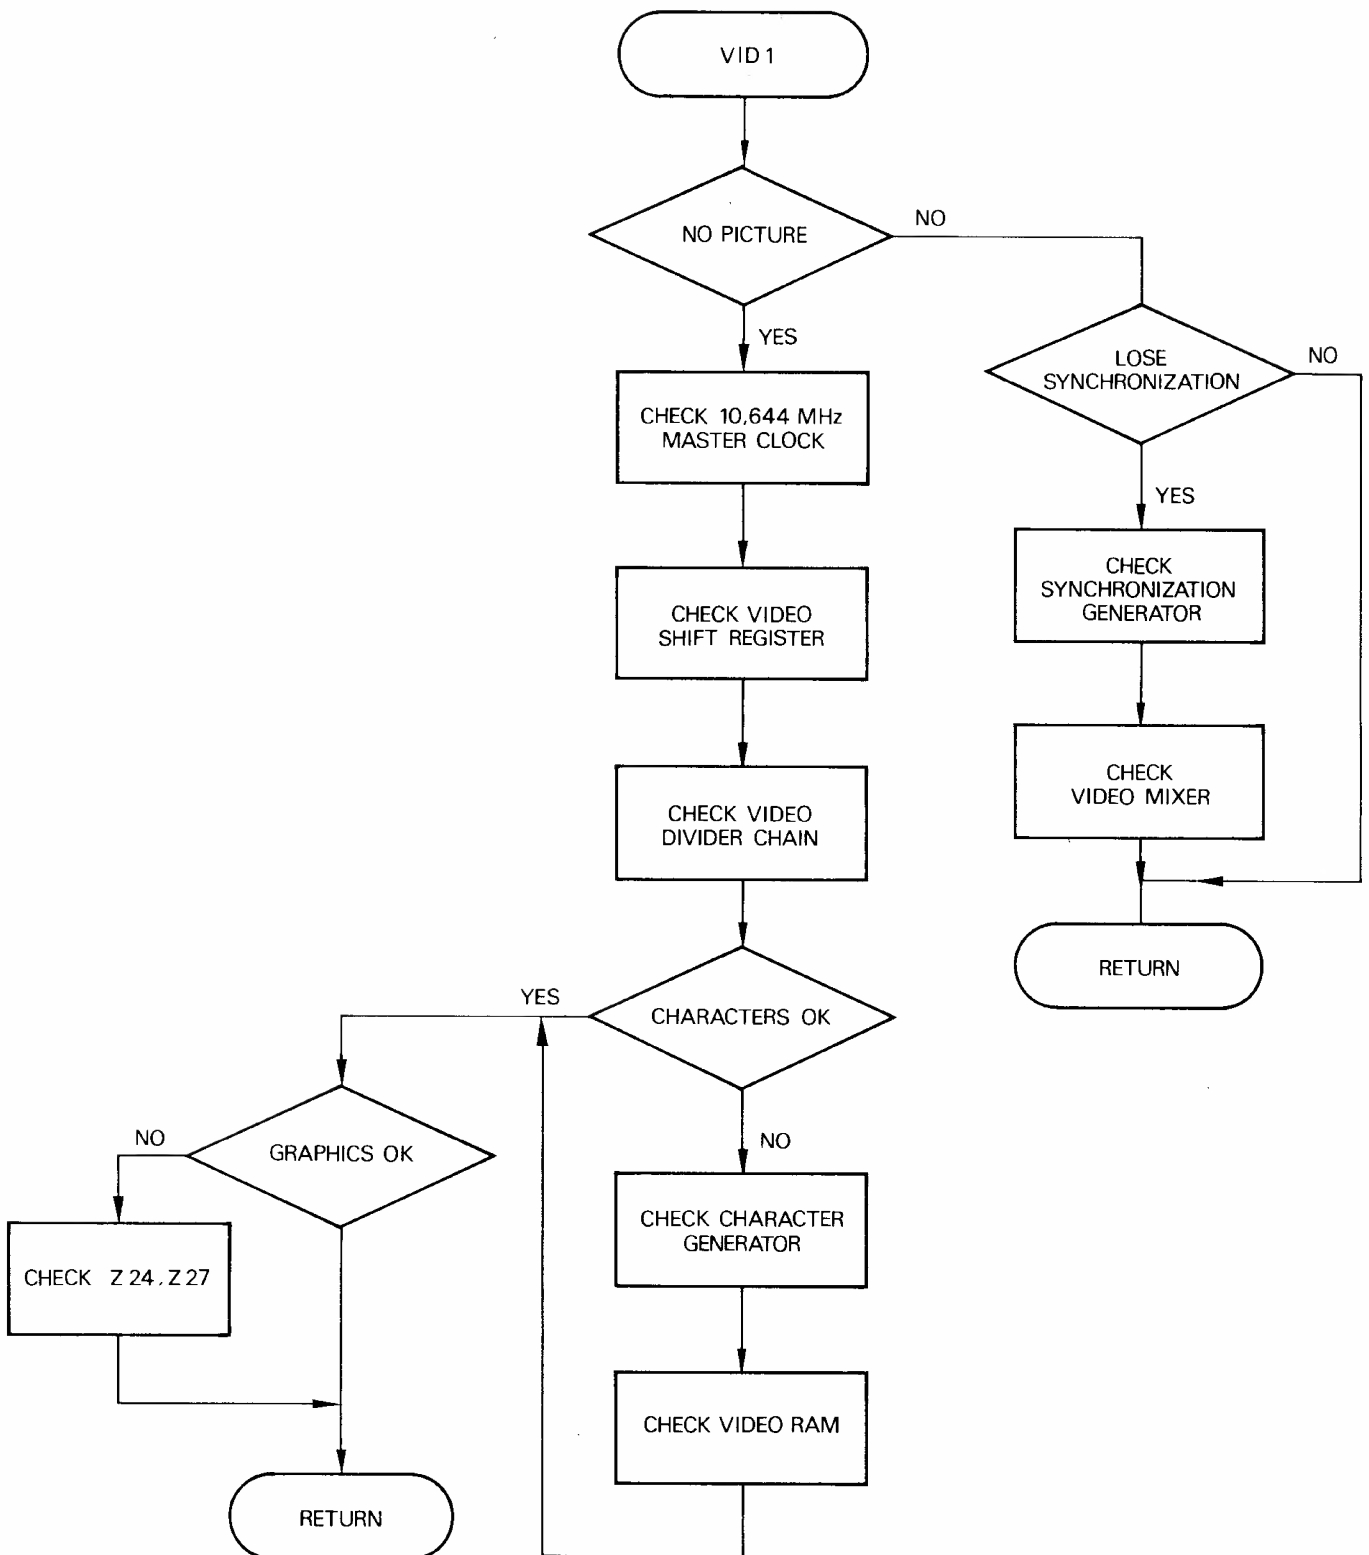 VID 1
NO PICTURE
NO
YES
LOSE
SYNCHRONIZATION
NO
CHECK 10,644 MHz
MASTER CLOCK
YES
CHECK
SYNCHRONIZATION
GENERATOR
CHECK VIDEO
SHIFT REGISTER
CHECK
VIDEO MIXER
CHECK VIDEO
DIVIDER CHAIN
RETURN
YES
CHARACTERS OK
NO
GRAPHICS OK
NO
CHECK CHARACTER
GENERATOR
CHECK Z 24, Z 27
CHECK VIDEO RAM
RETURN